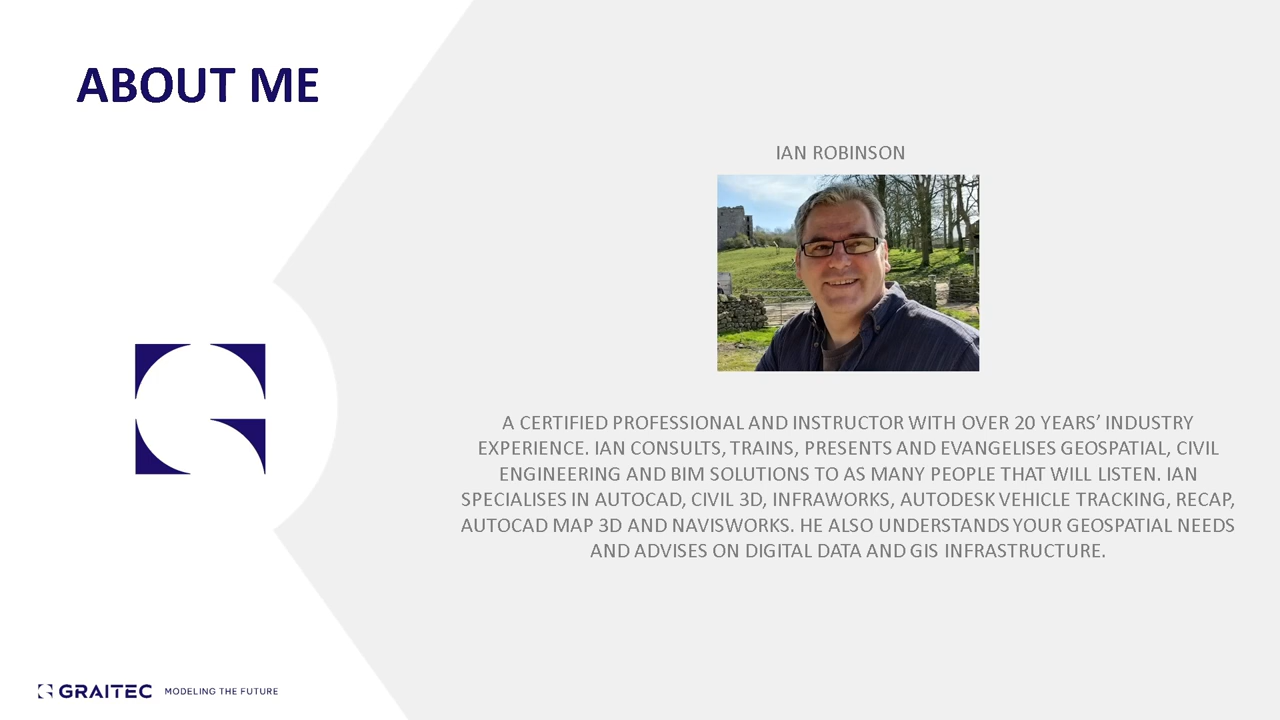 ABOUT ME
IAN ROBINSON
A CERTIFIED PROFESSIONAL AND INSTRUCTOR WITH OVER 20 YEARS’ INDUSTRY
EXPERIENCE. IAN CONSULTS, TRAINS, PRESENTS AND EVANGELISES GEOSPATIAL, CIVIL
ENGINEERING AND BIM SOLUTIONS TO AS MANY PEOPLE THAT WILL LISTEN. IAN
SPECIALISES IN AUTOCAD, CIVIL 3D, INFRAWORKS, AUTODESK VEHICLE TRACKING, RECAP,
AUTOCAD MAP 3D AND NAVISWORKS. HE ALSO UNDERSTANDS YOUR GEOSPATIAL NEEDS
AND ADVISES ON DIGITAL DATA AND GIS INFRASTRUCTURE.
GRAITEC MODELING THE FUTURE